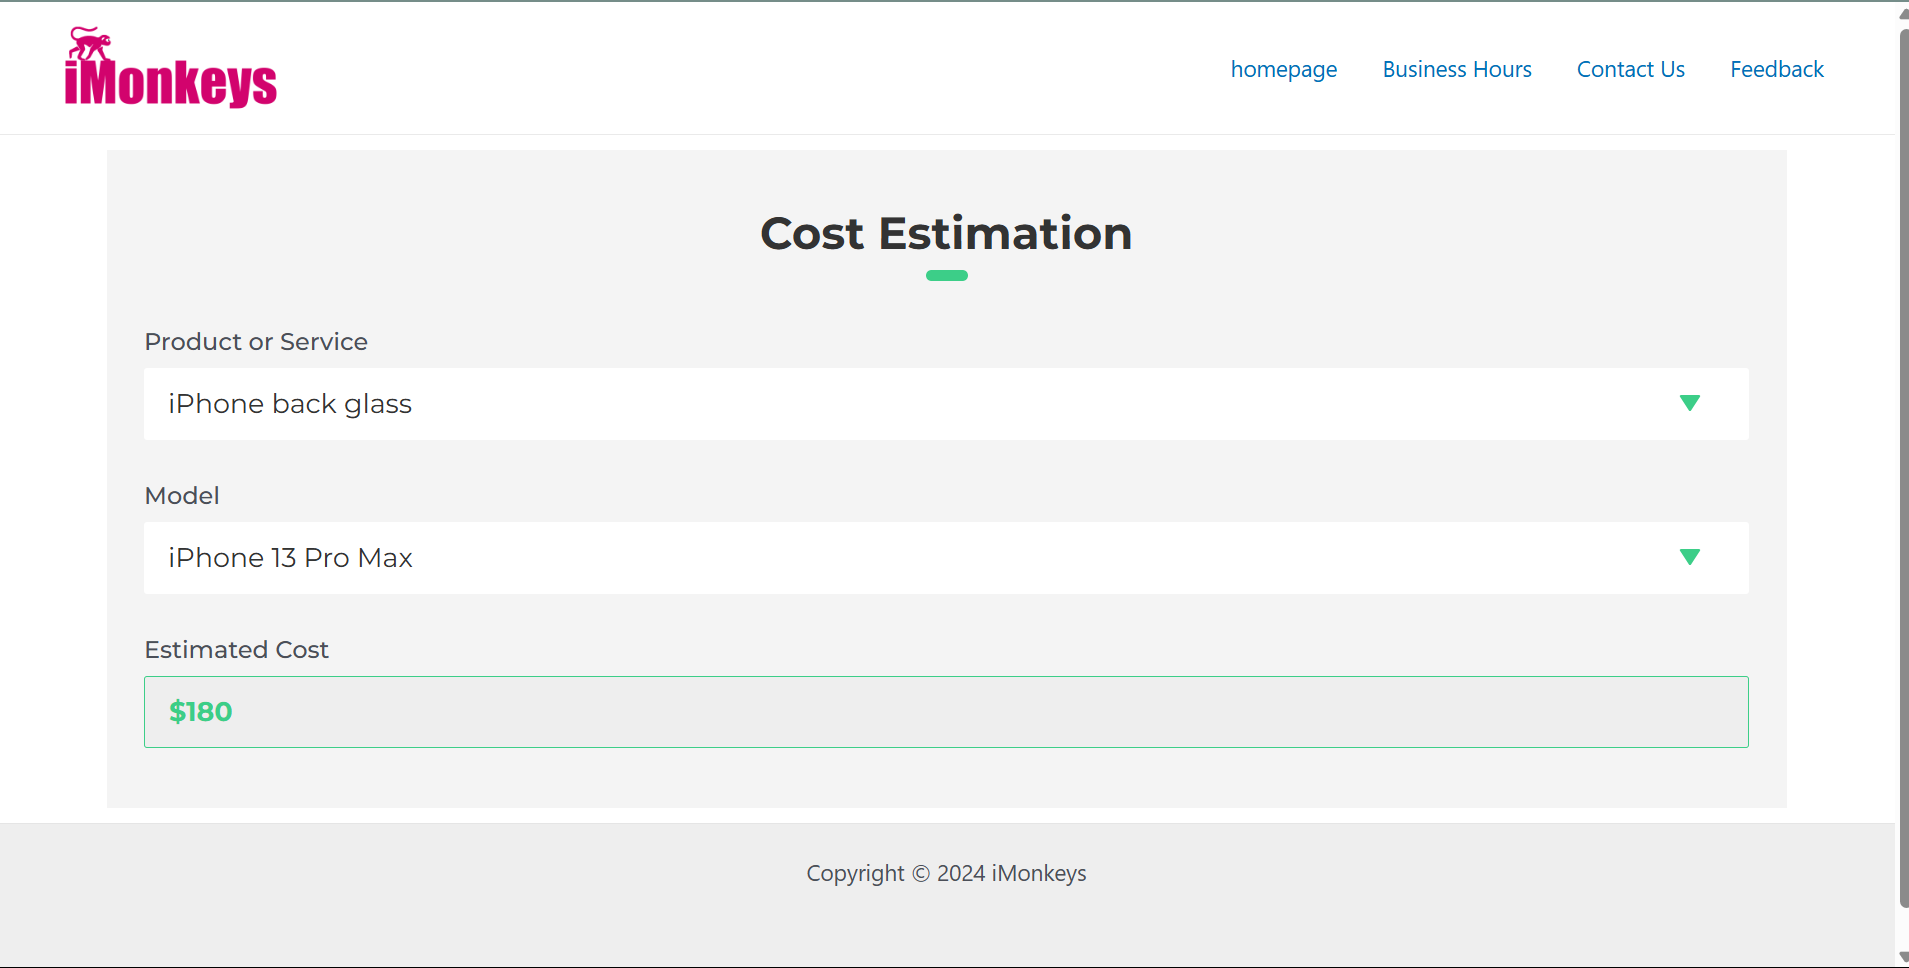 iMonkeys
homepage Business Hours Contact Us Feedback
Cost Estimation
Product or Service
iPhone back glass
Model
iPhone 13 Pro Max
Estimated Cost
$180
Copyright © 2024 iMonkeys